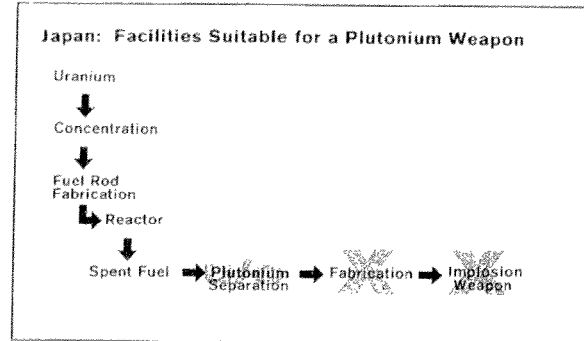 Japan: Facilities Suitable for a Plutonium Weapon
Uranium
Concentration
Fuel Rod
Fabrication
Reactor
Spent Fuel
Plutonium
Separation
Fabrication
Implosion
Weapon